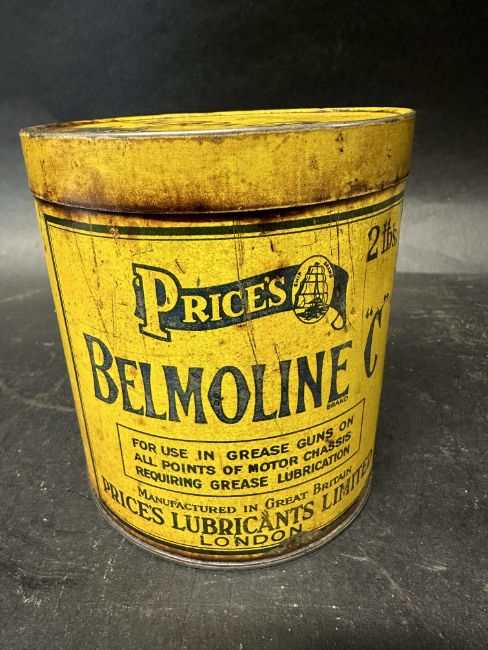 2 lbs.
PRICE'S
BELMOLINE "C"
BRAND
FOR USE IN GREASE GUNS ON
ALL POINTS OF MOTOR CHASSIS
REQUIRING GREASE LUBRICATION
MANUFACTURED IN GREAT BRITAIN
PRICE'S LUBRICANTS LIMITED
LONDON